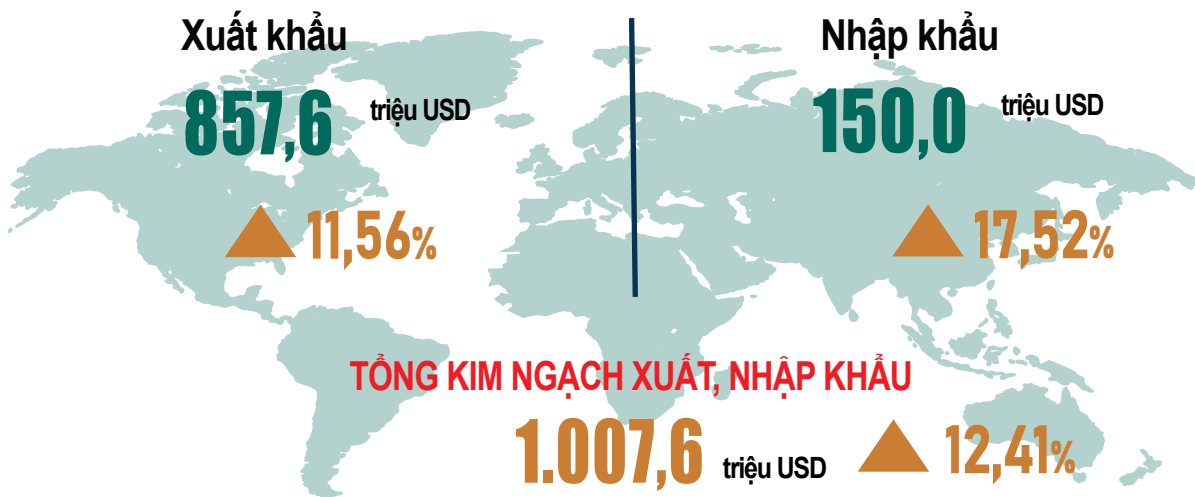 Xuất khẩu
857,6 triệu USD
11,56%
Nhập khẩu
150,0 triệu USD
17,52%
TỔNG KIM NGẠCH XUẤT, NHẬP KHẨU
1.007,6 triệu USD 12,41%